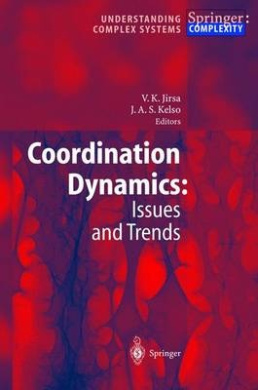 UNDERSTANDING
COMPLEX SYSTEMS
Springer:
COMPLEXITY
V. K. Jirsa
J. A. S. Kelso
Editors
Coordination
Dynamics:
Issues
and Trends
Springer